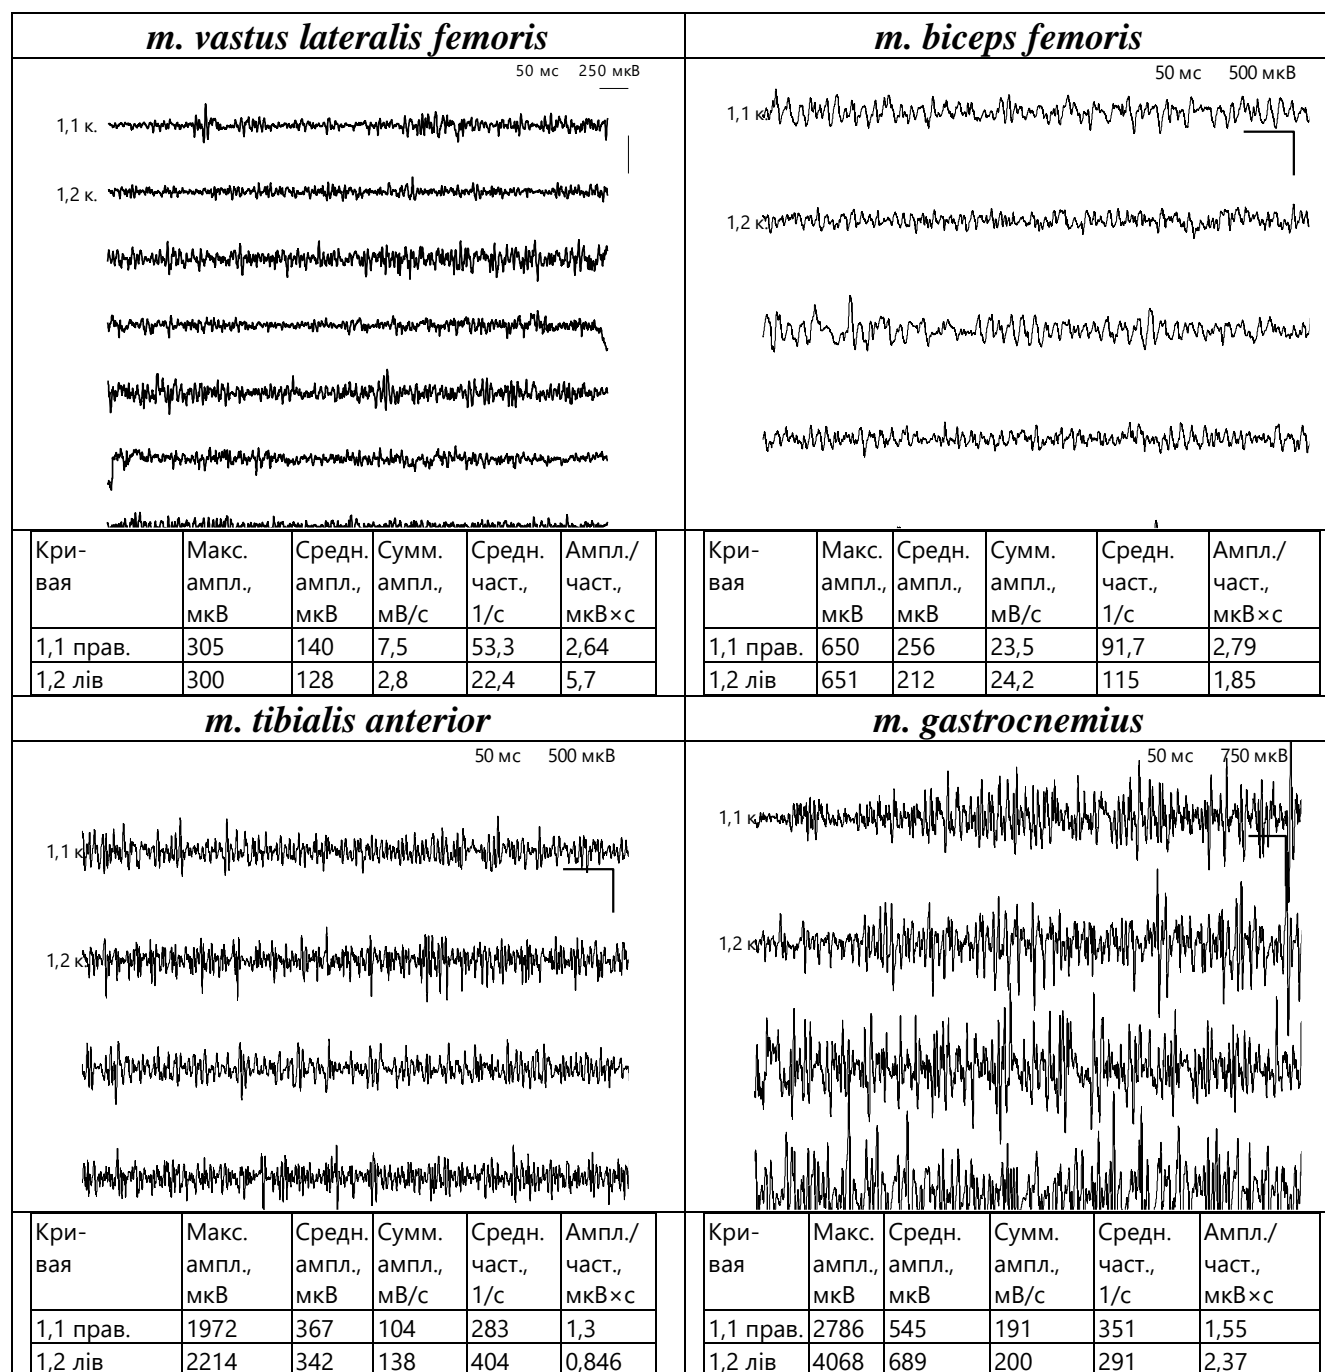 m. vastus lateralis femoris
m. biceps femoris
50 мс 250 мкВ
1,1 к.
1,2 к.
50 мс 500 мкВ
1,1 к.
1,2 к.
Кри-вая Макс. ампл., мкВ Средн. ампл., мкВ Сумм. ампл., мВ/с Средн. част., 1/с Ампл./ част., мкВ×с
1,1 прав. 305 140 7,5 53,3 2,64
1,2 лів 300 128 2,8 22,4 5,7
Кри-вая Макс. ампл., мкВ Средн. ампл., мкВ Сумм. ампл., мВ/с Средн. част., 1/с Ампл./ част., мкВ×с
1,1 прав. 650 256 23,5 91,7 2,79
1,2 лів 651 212 24,2 115 1,85
m. tibialis anterior
m. gastrocnemius
50 мс 500 мкВ
1,1 к
1,2 к.
50 мс 750 мкВ
1,1 к
1,2 к
Кри-вая Макс. ампл., мкВ Средн. ампл., мкВ Сумм. ампл., мВ/с Средн. част., 1/с Ампл./ част., мкВ×с
1,1 прав. 1972 367 104 283 1,3
1,2 лів 2214 342 138 404 0,846
Кри-вая Макс. ампл., мкВ Средн. ампл., мкВ Сумм. ампл., мВ/с Средн. част., 1/с Ампл./ част., мкВ×с
1,1 прав. 2786 545 191 351 1,55
1,2 лів 4068 689 200 291 2,37